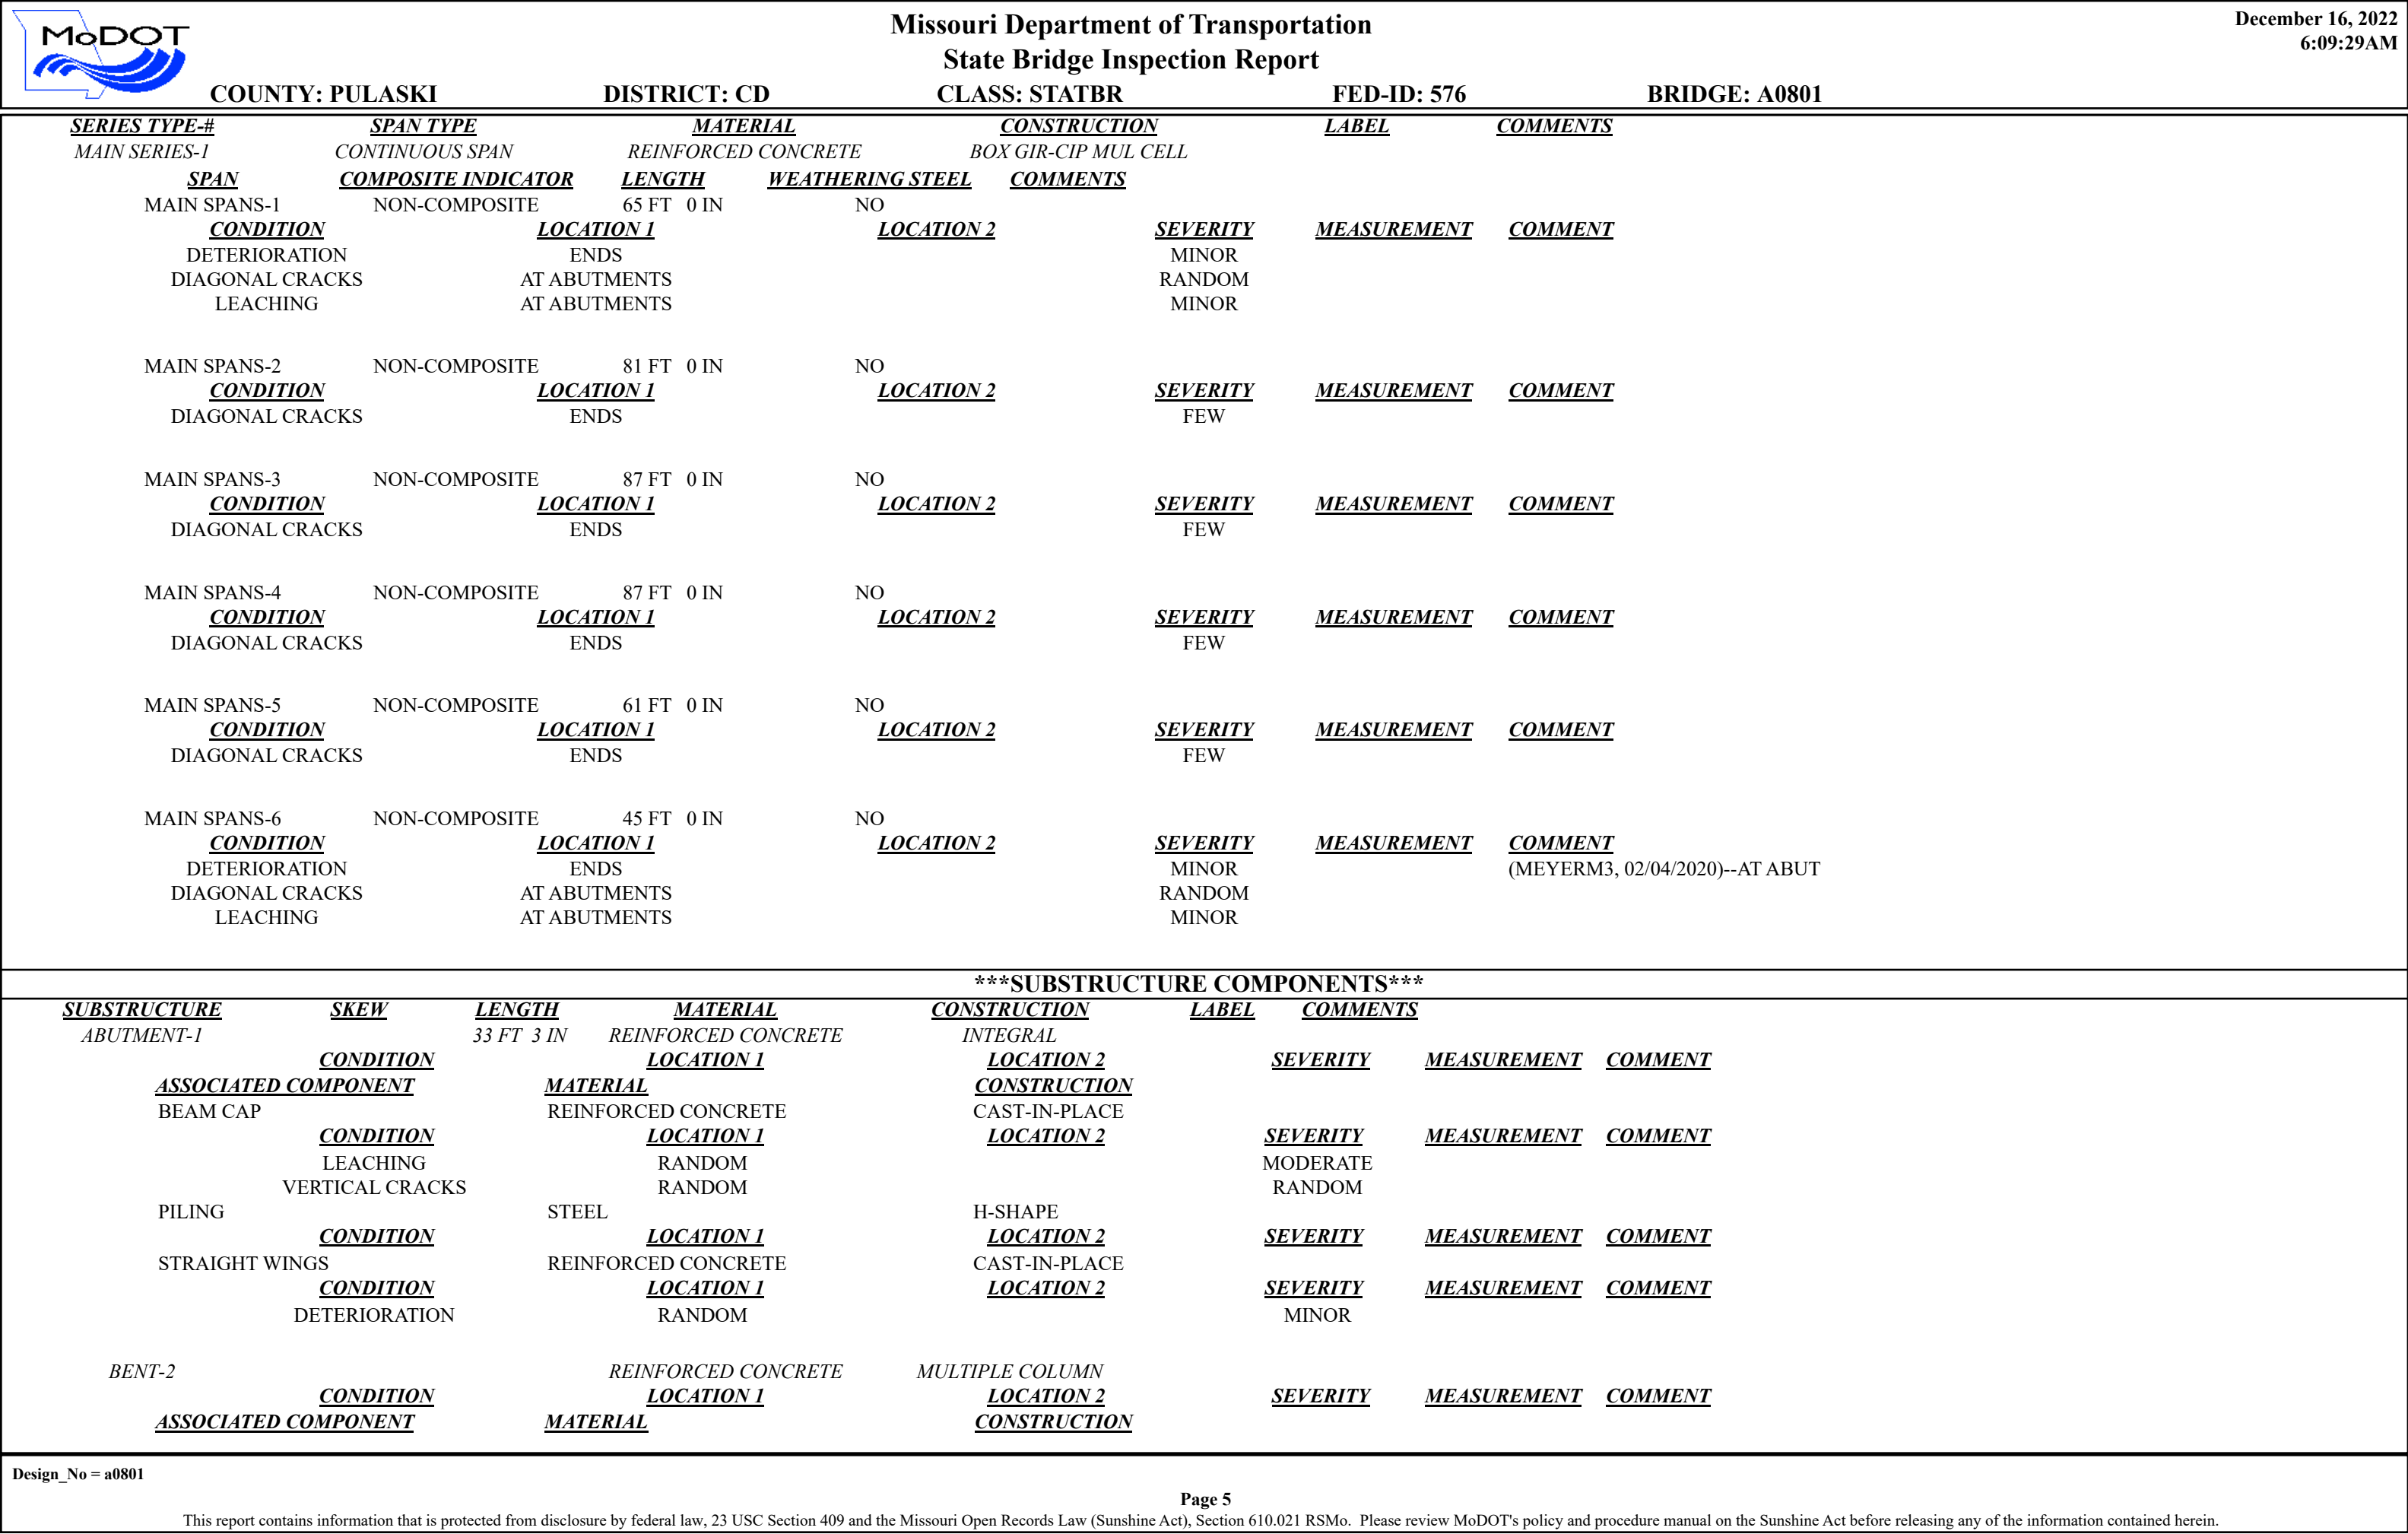 MoDOT
Missouri Department of Transportation
State Bridge Inspection Report
December 16, 2022
6:09:29AM
COUNTY: PULASKI DISTRICT: CD CLASS: STATBR FED-ID: 576 BRIDGE: A0801
SERIES TYPE-# SPAN TYPE MATERIAL CONSTRUCTION LABEL COMMENTS
MAIN SERIES-1 CONTINUOUS SPAN REINFORCED CONCRETE BOX GIR-CIP MUL CELL
SPAN COMPOSITE INDICATOR LENGTH WEATHERING STEEL COMMENTS
MAIN SPANS-1 NON-COMPOSITE 65 FT 0 IN NO
CONDITION LOCATION 1 LOCATION 2 SEVERITY MEASUREMENT COMMENT
DETERIORATION ENDS MINOR
DIAGONAL CRACKS AT ABUTMENTS RANDOM
LEACHING AT ABUTMENTS MINOR
MAIN SPANS-2 NON-COMPOSITE 81 FT 0 IN NO
CONDITION LOCATION 1 LOCATION 2 SEVERITY MEASUREMENT COMMENT
DIAGONAL CRACKS ENDS FEW
MAIN SPANS-3 NON-COMPOSITE 87 FT 0 IN NO
CONDITION LOCATION 1 LOCATION 2 SEVERITY MEASUREMENT COMMENT
DIAGONAL CRACKS ENDS FEW
MAIN SPANS-4 NON-COMPOSITE 87 FT 0 IN NO
CONDITION LOCATION 1 LOCATION 2 SEVERITY MEASUREMENT COMMENT
DIAGONAL CRACKS ENDS FEW
MAIN SPANS-5 NON-COMPOSITE 61 FT 0 IN NO
CONDITION LOCATION 1 LOCATION 2 SEVERITY MEASUREMENT COMMENT
DIAGONAL CRACKS ENDS FEW
MAIN SPANS-6 NON-COMPOSITE 45 FT 0 IN NO
CONDITION LOCATION 1 LOCATION 2 SEVERITY MEASUREMENT COMMENT
DETERIORATION ENDS MINOR (MEYERM3, 02/04/2020)--AT ABUT
DIAGONAL CRACKS AT ABUTMENTS RANDOM
LEACHING AT ABUTMENTS MINOR
***SUBSTRUCTURE COMPONENTS***
SUBSTRUCTURE SKEW LENGTH MATERIAL CONSTRUCTION LABEL COMMENTS
ABUTMENT-1 33 FT 3 IN REINFORCED CONCRETE INTEGRAL
CONDITION LOCATION 1 LOCATION 2 SEVERITY MEASUREMENT COMMENT
ASSOCIATED COMPONENT MATERIAL CONSTRUCTION
BEAM CAP REINFORCED CONCRETE CAST-IN-PLACE
CONDITION LOCATION 1 LOCATION 2 SEVERITY MEASUREMENT COMMENT
LEACHING RANDOM MODERATE
VERTICAL CRACKS RANDOM RANDOM
PILING STEEL H-SHAPE
CONDITION LOCATION 1 LOCATION 2 SEVERITY MEASUREMENT COMMENT
STRAIGHT WINGS REINFORCED CONCRETE CAST-IN-PLACE
CONDITION LOCATION 1 LOCATION 2 SEVERITY MEASUREMENT COMMENT
DETERIORATION RANDOM MINOR
BENT-2 REINFORCED CONCRETE MULTIPLE COLUMN
CONDITION LOCATION 1 LOCATION 2 SEVERITY MEASUREMENT COMMENT
ASSOCIATED COMPONENT MATERIAL CONSTRUCTION
Design_No = a0801
Page 5
This report contains information that is protected from disclosure by federal law, 23 USC Section 409 and the Missouri Open Records Law (Sunshine Act), Section 610.021 RSMo. Please review MoDOT's policy and procedure manual on the Sunshine Act before releasing any of the information contained herein.